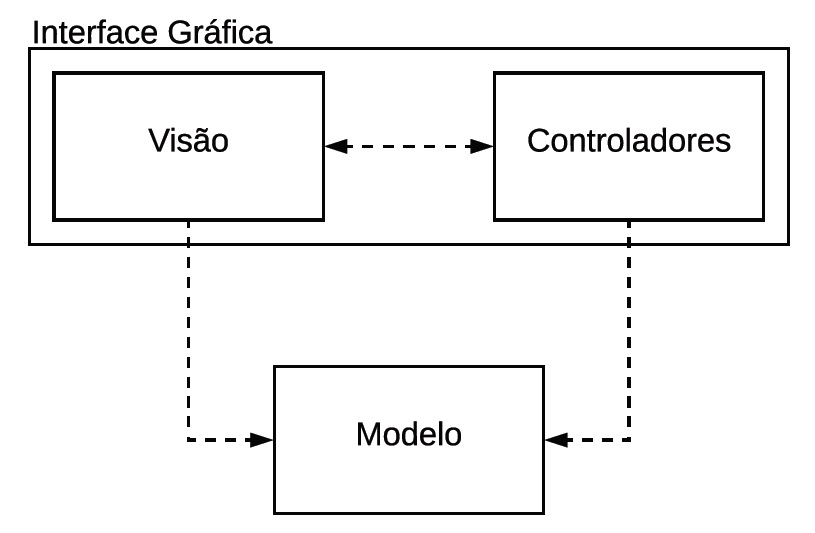 Interface Gráfica
Visão
Controladores
Modelo